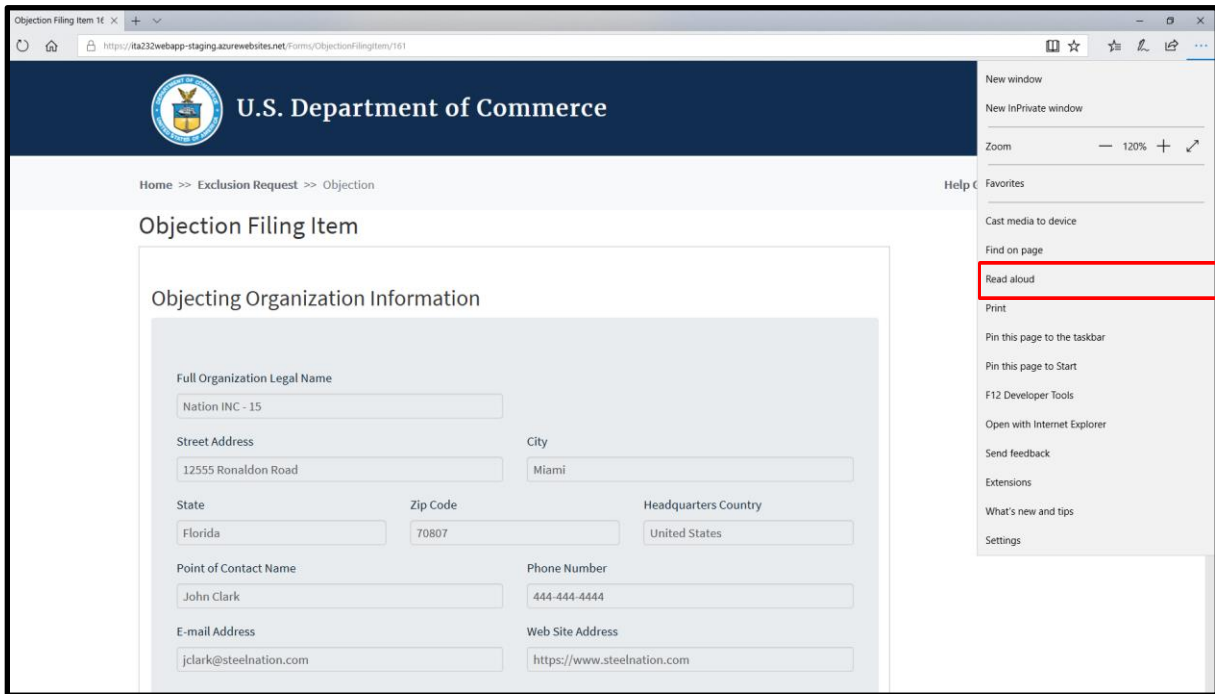 Objection Filing Item 16
https://ita232webapp-staging.azurewebsites.net/Forms/ObjectionFilingItem/161
U.S. Department of Commerce
Home >> Exclusion Request >> Objection
Help
Objection Filing Item
Objecting Organization Information
Full Organization Legal Name
Nation INC - 15
Street Address
City
12555 Ronaldon Road
Miami
State
Zip Code
Headquarters Country
Florida
70807
United States
Point of Contact Name
Phone Number
John Clark
444-444-4444
E-mail Address
Web Site Address
jclark@steelnation.com
https://www.steelnation.com
New window
New InPrivate window
Zoom
120%
Favorites
Cast media to device
Find on page
Read aloud
Print
Pin this page to the taskbar
Pin this page to Start
F12 Developer Tools
Open with Internet Explorer
Send feedback
Extensions
What's new and tips
Settings